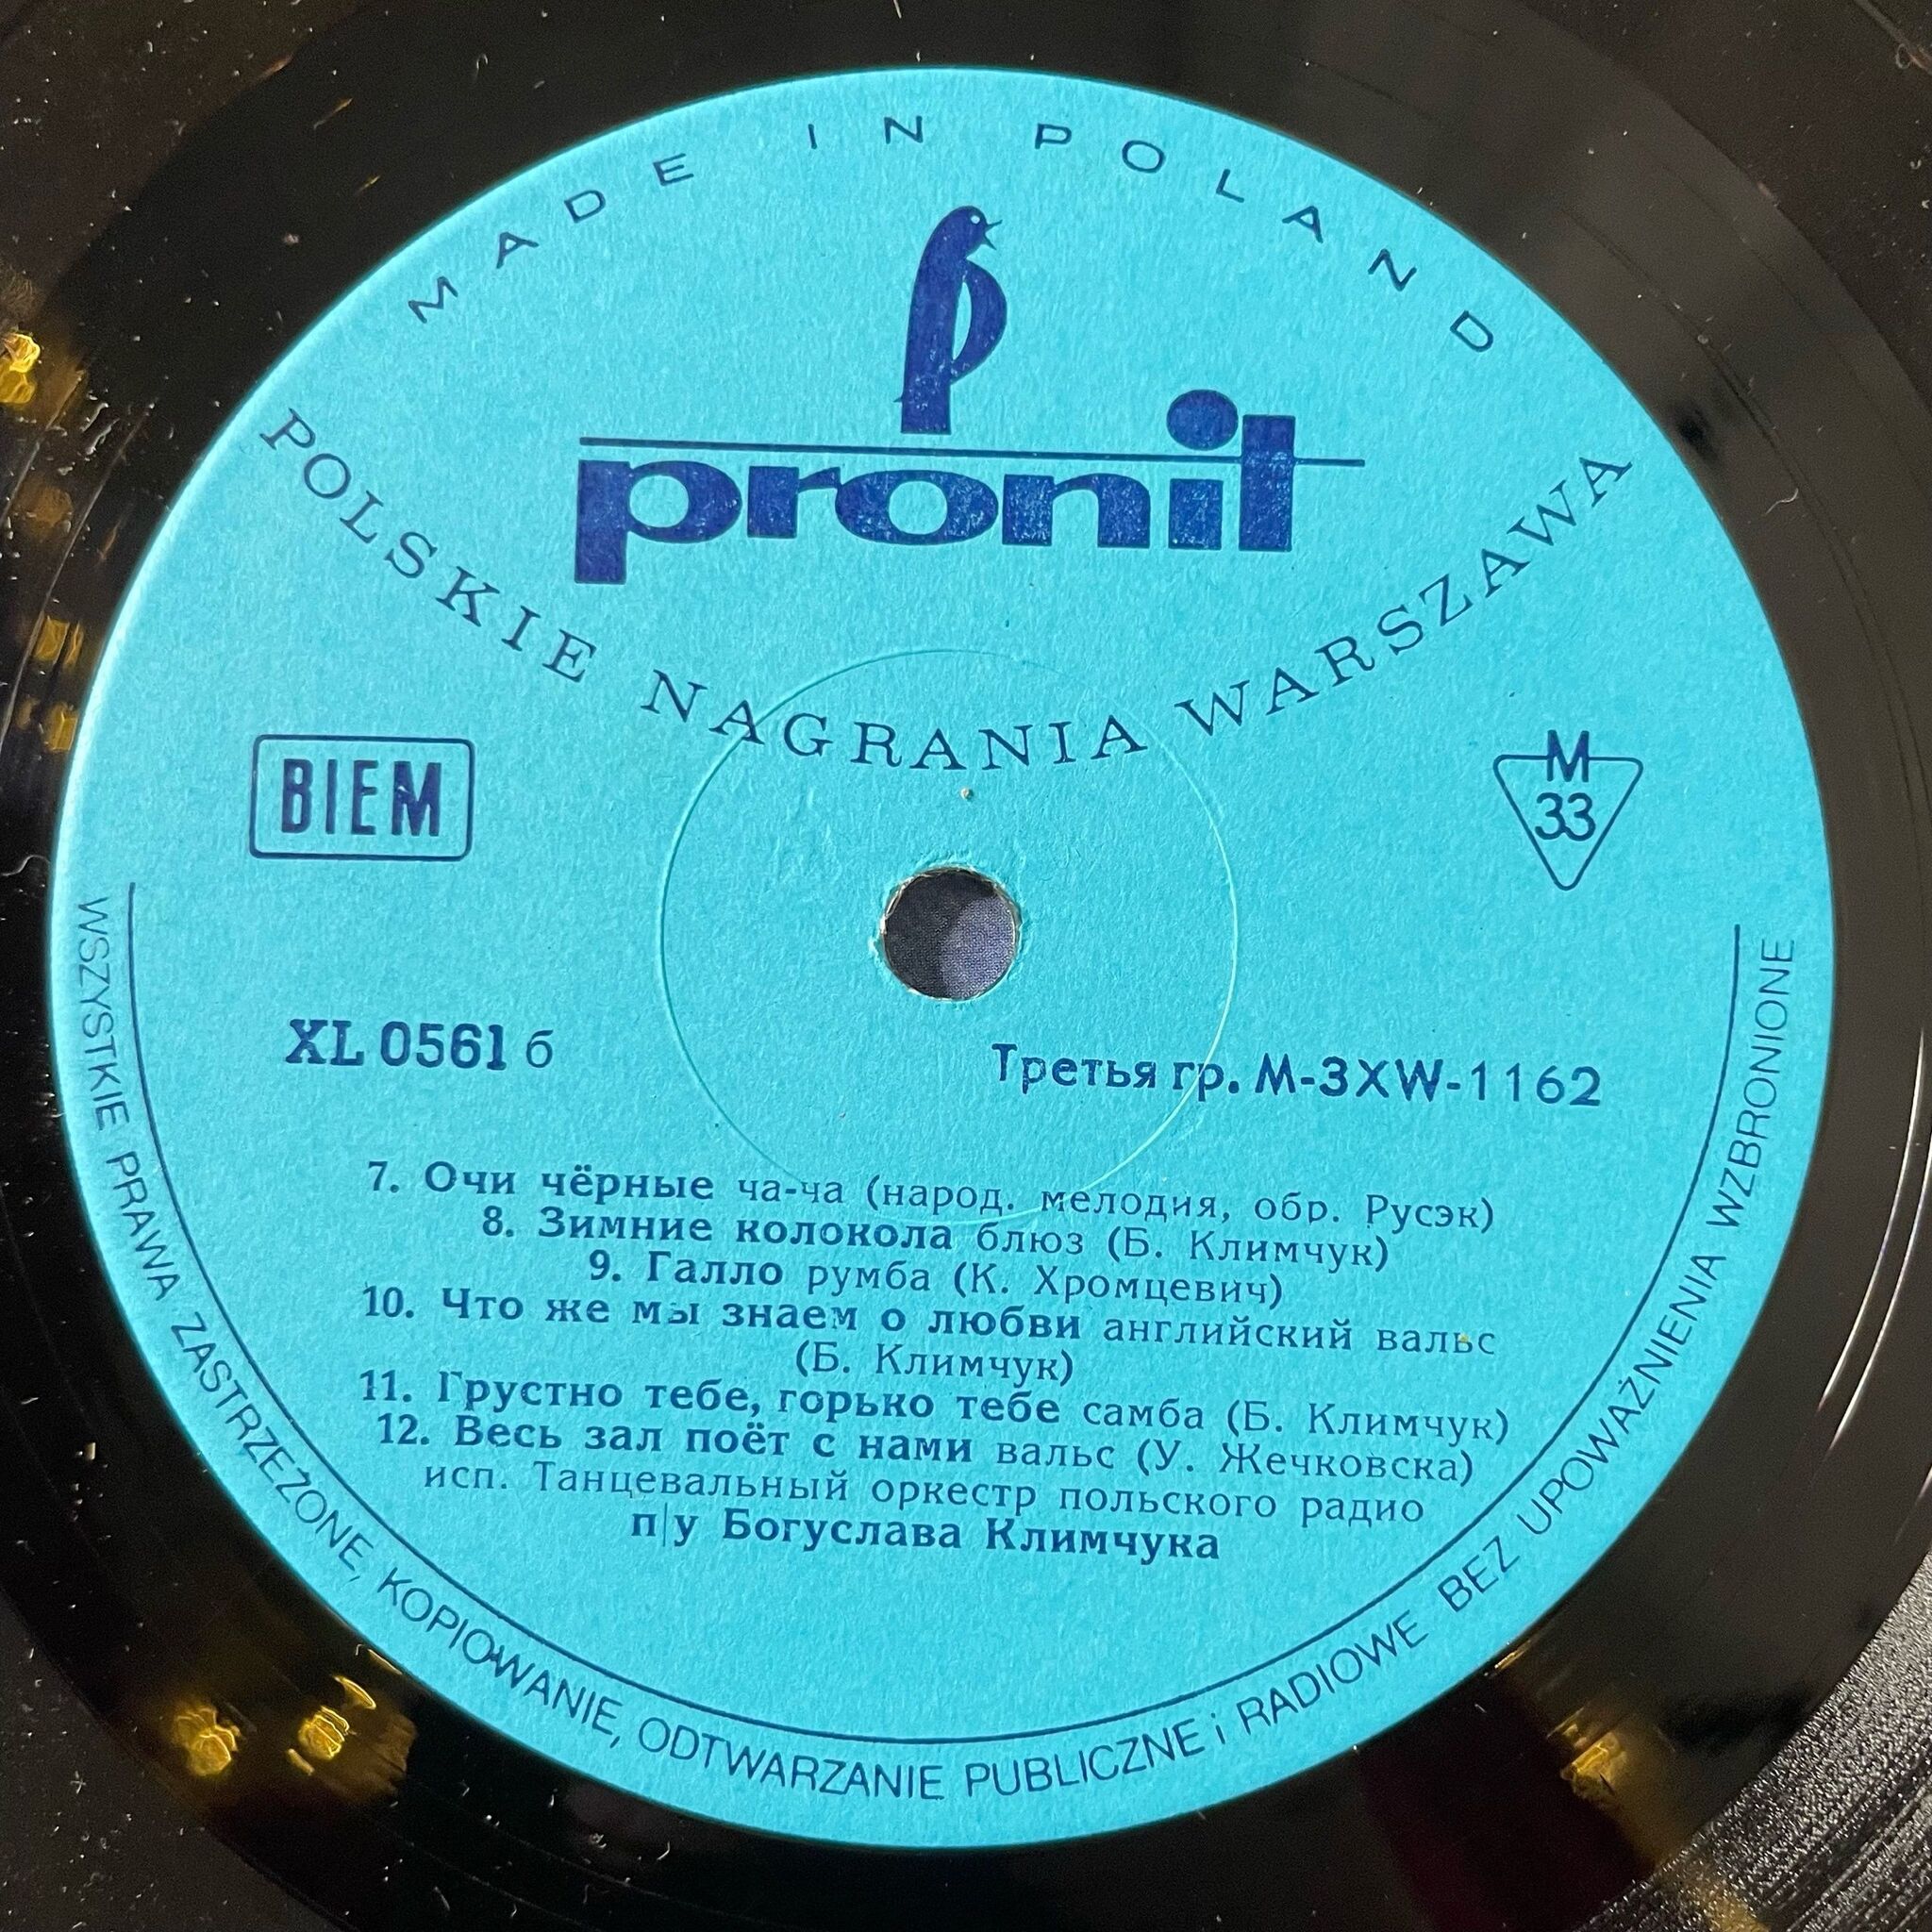 MADE IN POLAND
pronit
POLSKIE NAGRANIA WARSZAWA
BIEM
M
33
XL 0561 б
Третья гр. М-3XW-1162
7. Очи чёрные ча-ча (народ. мелодия, обр. Русэк)
8. Зимние колокола блюз (Б. Климчук)
9. Галло румба (К. Хромцевич)
10. Что же мы знаем о любви английский вальс
(Б. Климчук)
11. Грустно тебе, горько тебе самба (Б. Климчук)
12. Весь зал поёт с нами вальс (У. Жечковска)
исп. Танцевальный оркестр польского радио
п|у Богуслава Климчука
WSZYSTKIE PRAWA ZASTRZEŻONE, KOPIOWANIE, ODTWARZANIE PUBLICZNE i RADIOWE BEZ UPOWAŻNIENIA WZBRONIONE